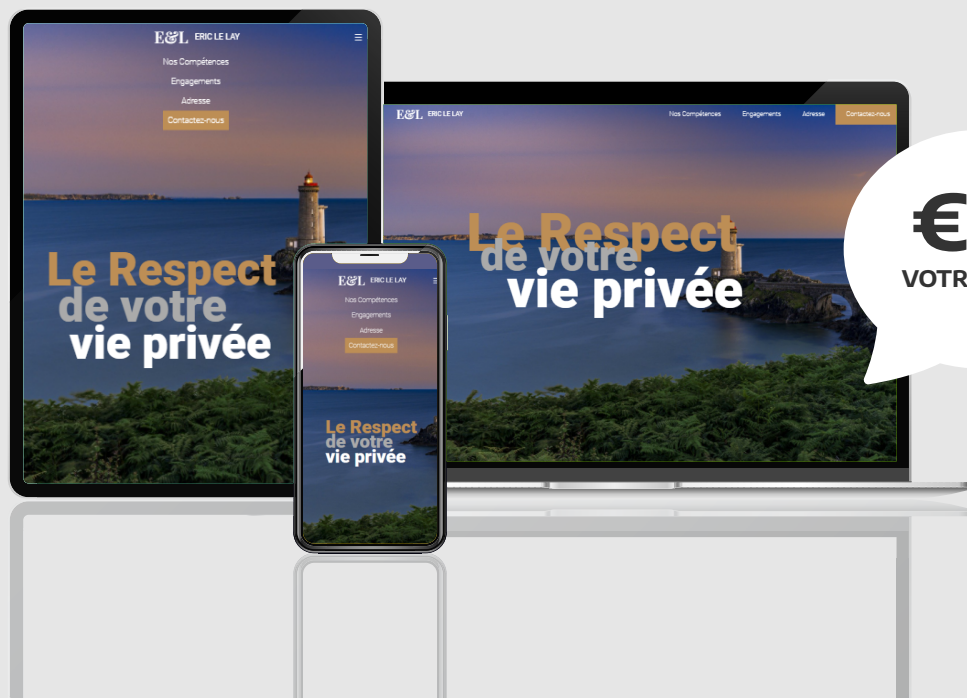 E&L ERIC LE LAY
Nos Compétences
Engagements
Adresse
Contactez-nous
Le Respect
de votre
vie privée
E&L ERIC LE LAY
Nos Compétences
Engagements
Adresse
Contactez-nous
Le Respect
de votre
vie privée
E&L ERIC LE LAY
Nos Compétences Engagements Adresse Contactez-nous
Le Respect
de votre
vie privée
€
VOTR